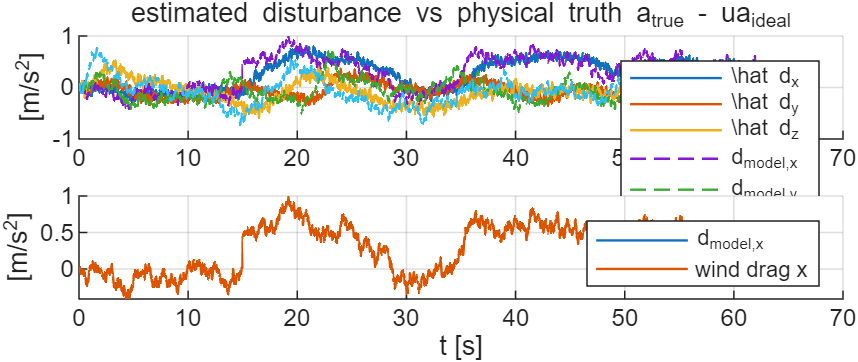 estimated disturbance vs physical truth a_true - ua_ideal
[m/s²]
1
0
-1
0 10 20 30 40 50 60 70
\hat d_x
\hat d_y
\hat d_z
d_model,x
d_model,y
[m/s²]
1
0.5
0
0 10 20 30 40 50 60 70
t [s]
d_model,x
wind drag x